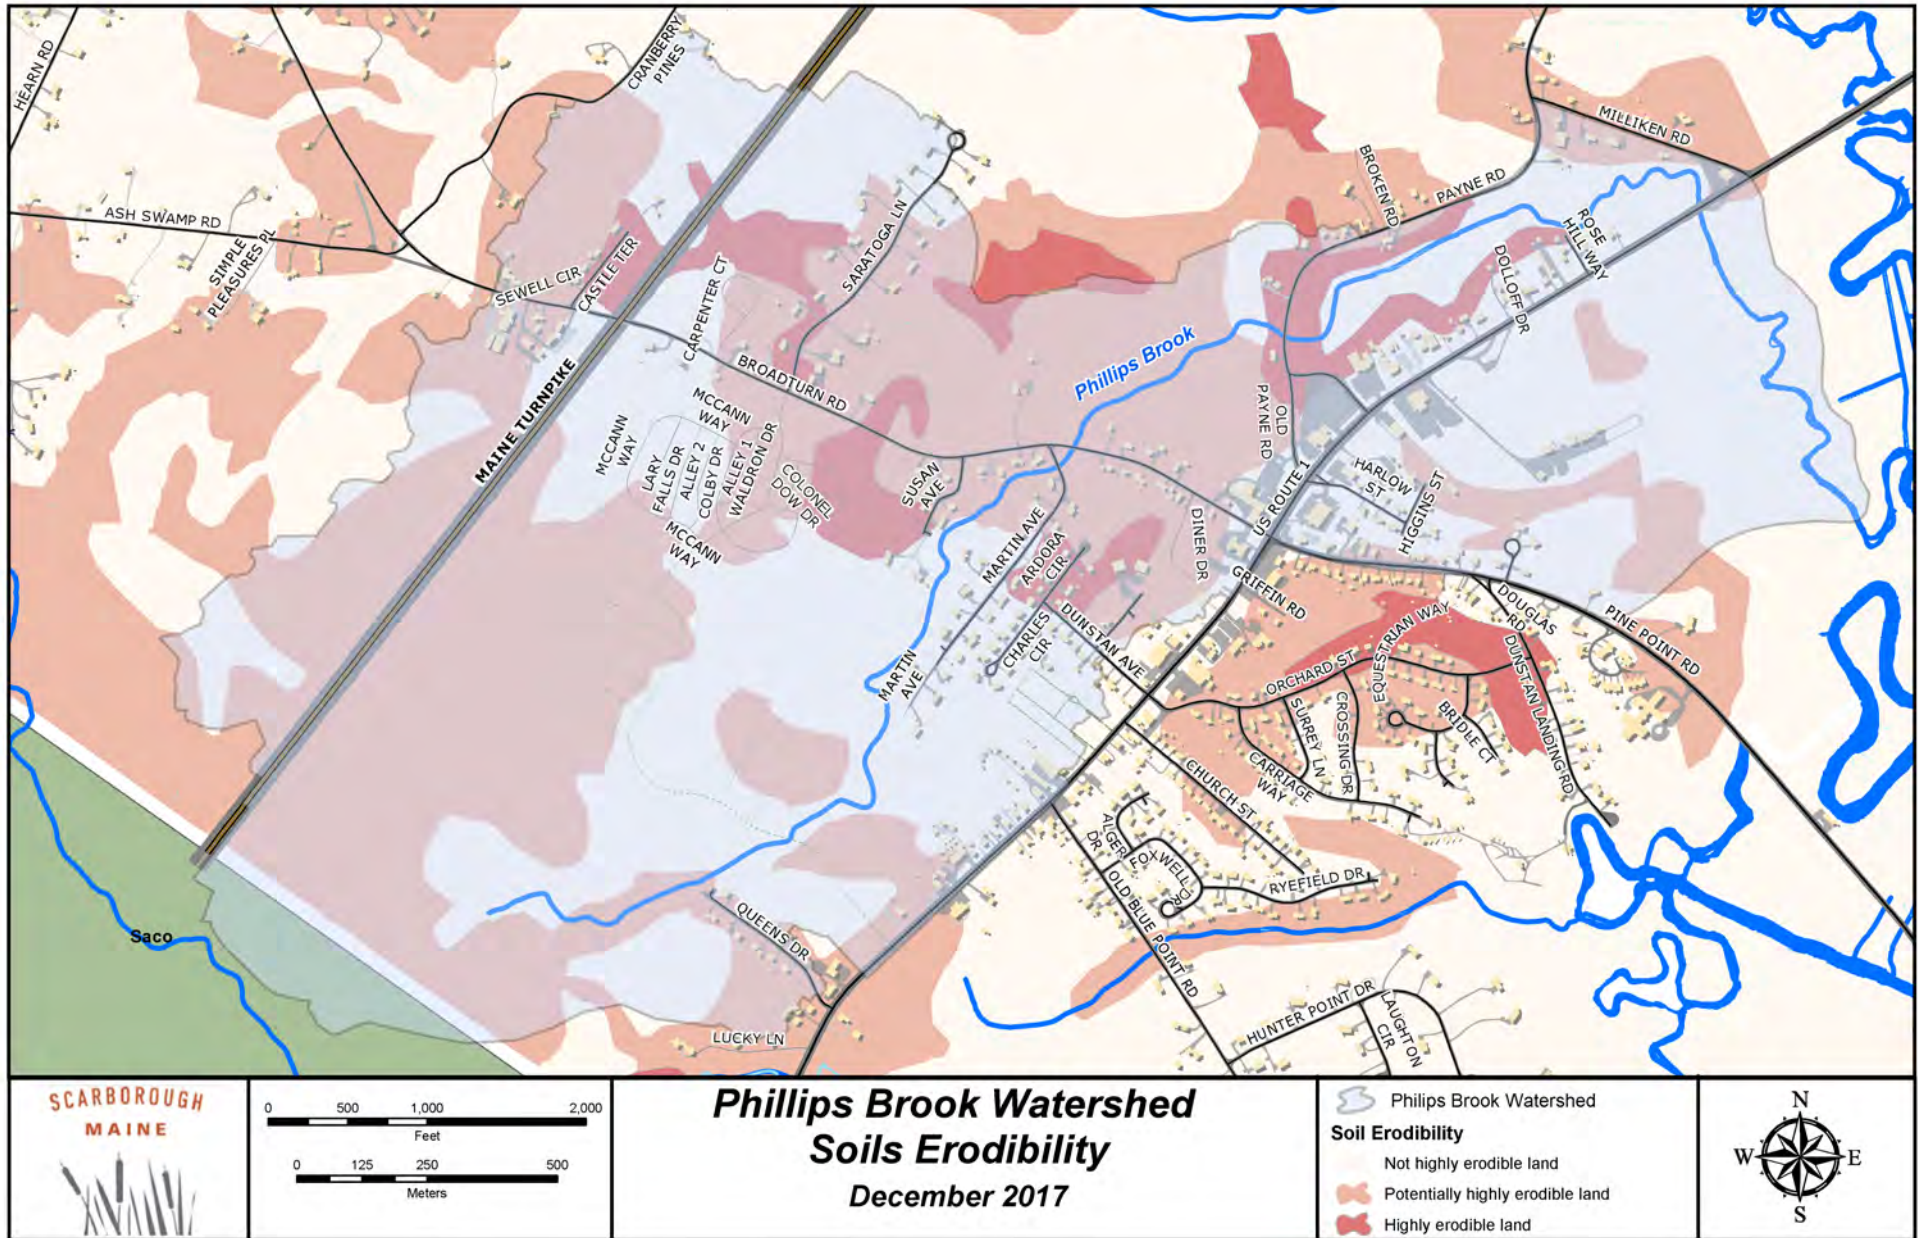 HEARN RD
CRANBERRY
PINES
ASH SWAMP RD
SIMPLE
PLEASURES PL
SEWELL CIR
CASTLE TER
CARPENTER CT
SARATOGA LN
MAINE TURNPIKE
BROADTURN RD
MCCANN
WAY
MCCANN
WAY
LARY
FALLS DR
ALLEY 2
COLBY DR
ALLEY 1
WALDRON DR
COLONEL
DOW DR
MCCANN
WAY
SUSAN
AVE
Phillips Brook
BROKEN RD
PAYNE RD
MILLIKEN RD
ROSE
HILL WAY
DOLLOFF DR
OLD
PAYNE RD
US ROUTE 1
HARLOW
ST
HIGGINS ST
DINER DR
MARTIN AVE
ARDORA
CIR
CHARLES
CIR
DUNSTAN AVE
MARTIN
AVE
GRIFFIN RD
DOUGLAS
RD
PINE POINT RD
EQUESTRIAN WAY
ORCHARD ST
DUNSTAN LANDING RD
SURREY LN
CROSSING DR
BRIDLE CT
CARRIAGE
WAY
CHURCH ST
ALGER
DR
FOXWELL DR
RYEFIELD DR
OLD BLUE POINT RD
QUEENS DR
LUCKY LN
HUNTER POINT DR
LAUGHTON
CIR
Saco
SCARBOROUGH
MAINE
0 500 1,000 2,000
Feet
0 125 250 500
Meters
Phillips Brook Watershed
Soils Erodibility
December 2017
Philips Brook Watershed
Soil Erodibility
Not highly erodible land
Potentially highly erodible land
Highly erodible land
N
W E
S